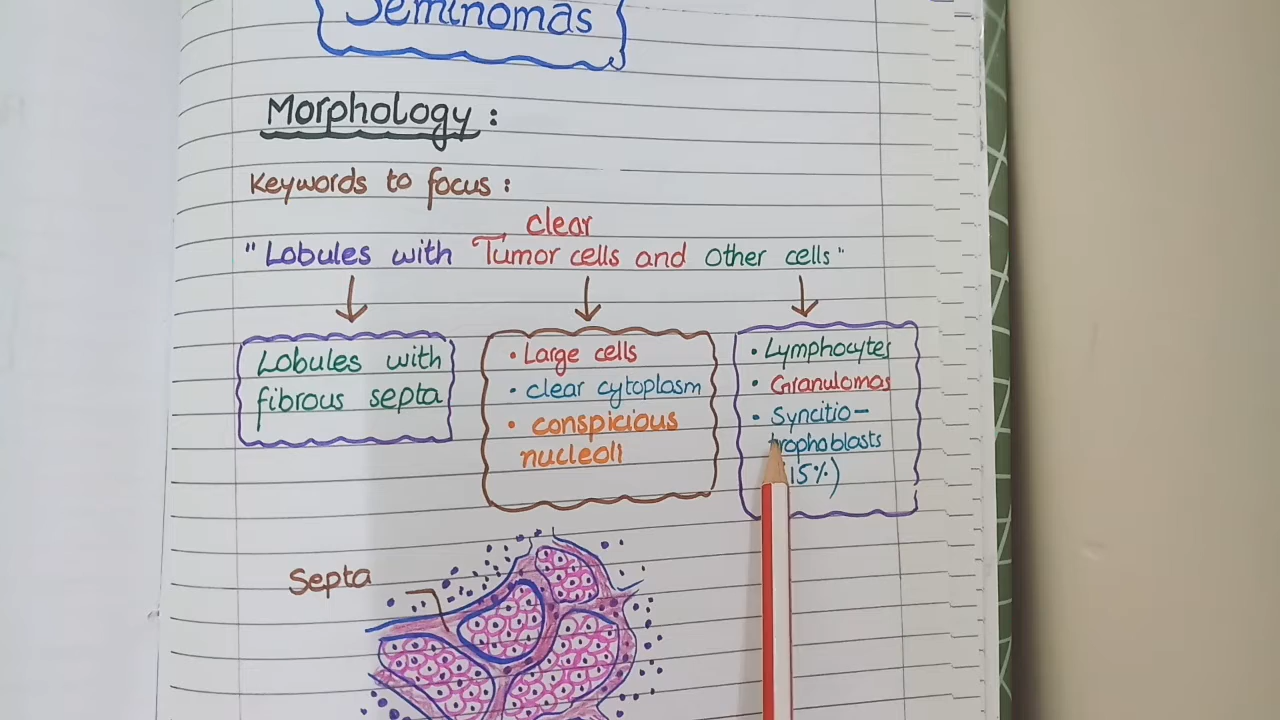 Seminomas
Morphology :
Keywords to focus :
clear
"Lobules with Tumor cells and other cells"
Lobules with
fibrous septa
• Large cells
• clear cytoplasm
• conspicious
nucleoli
• Lymphocytes
• Granulomas
• Syncitio-
trophoblasts
(15%)
Septa